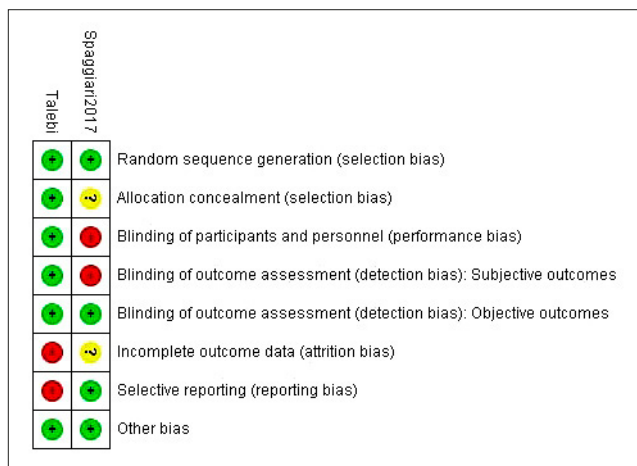 Spaggiari2017
Talebi
+ + Random sequence generation (selection bias)
+ ? Allocation concealment (selection bias)
+ - Blinding of participants and personnel (performance bias)
+ - Blinding of outcome assessment (detection bias): Subjective outcomes
+ + Blinding of outcome assessment (detection bias): Objective outcomes
- ? Incomplete outcome data (attrition bias)
- + Selective reporting (reporting bias)
+ + Other bias